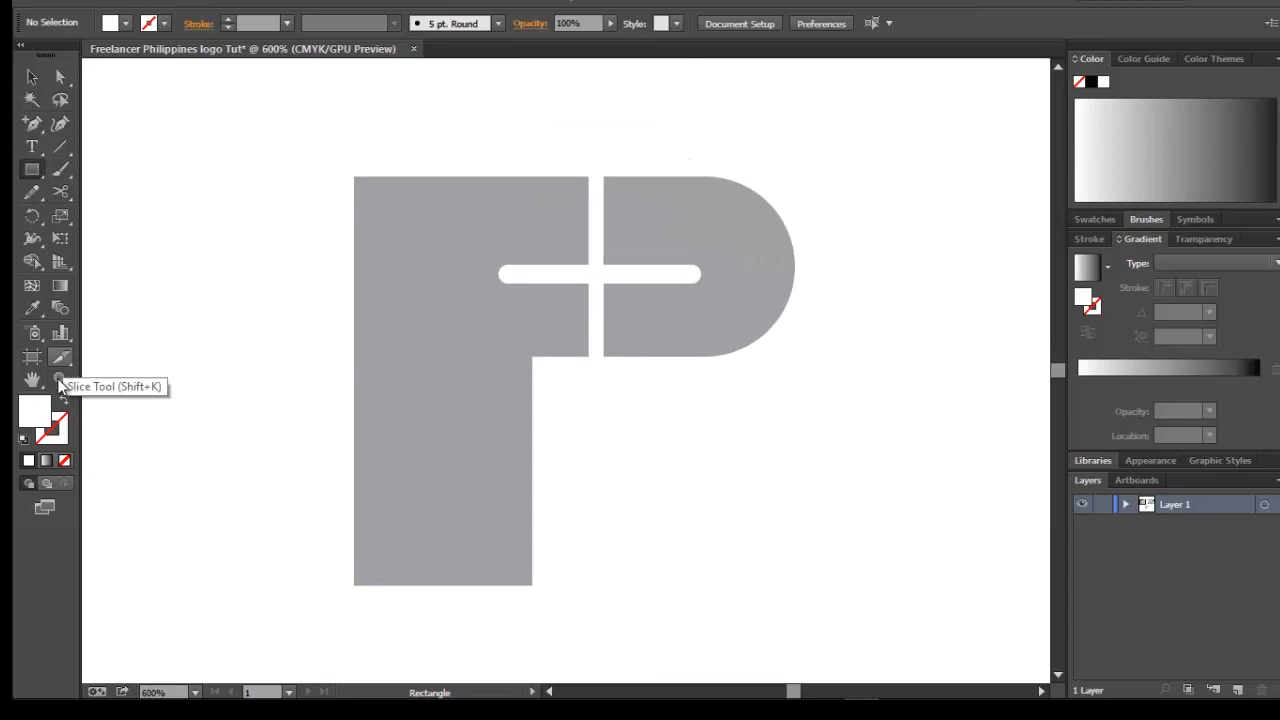 No Selection
Stroke:
5 pt. Round
Opacity:
100%
Style:
Document Setup
Preferences
Freelancer Philippines logo Tut* @ 600% (CMYK/GPU Preview)
Color
Color Guide
Color Themes
T
Swatches
Brushes
Symbols
Stroke
Gradient
Transparency
Type:
Stroke:
Slice Tool (Shift+K)
Opacity:
Location:
Libraries
Appearance
Graphic Styles
Layers
Artboards
Layer 1
600%
1
Rectangle
1 Layer